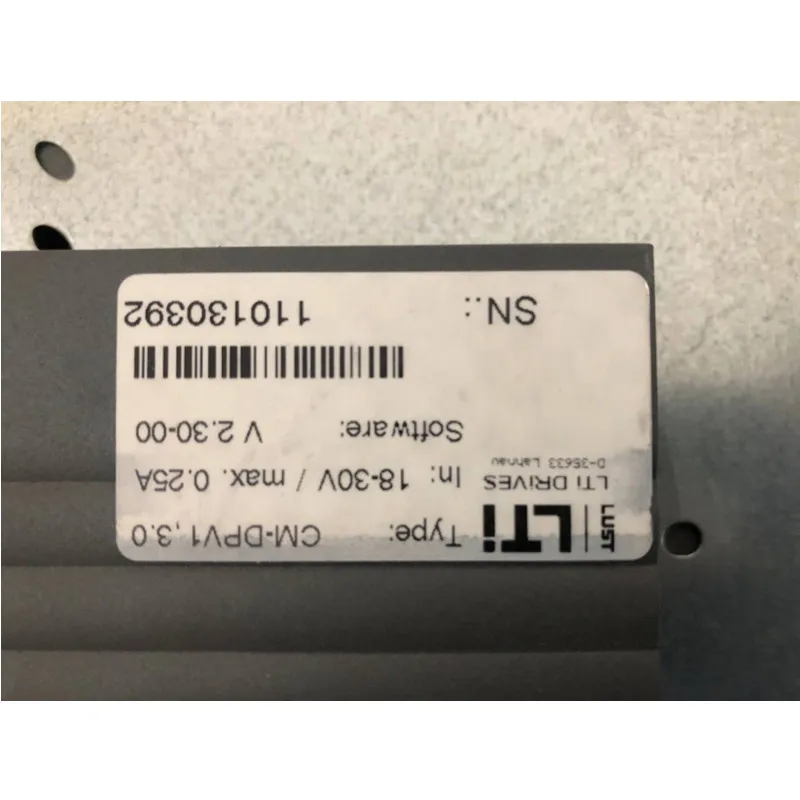 LUST
LTi
Type: CM-DPV1,3.0
LTi DRIVES
D-35633 Lahnau
In: 18-30V / max. 0.25A
Software: V 2.30-00
SN.: 110130392